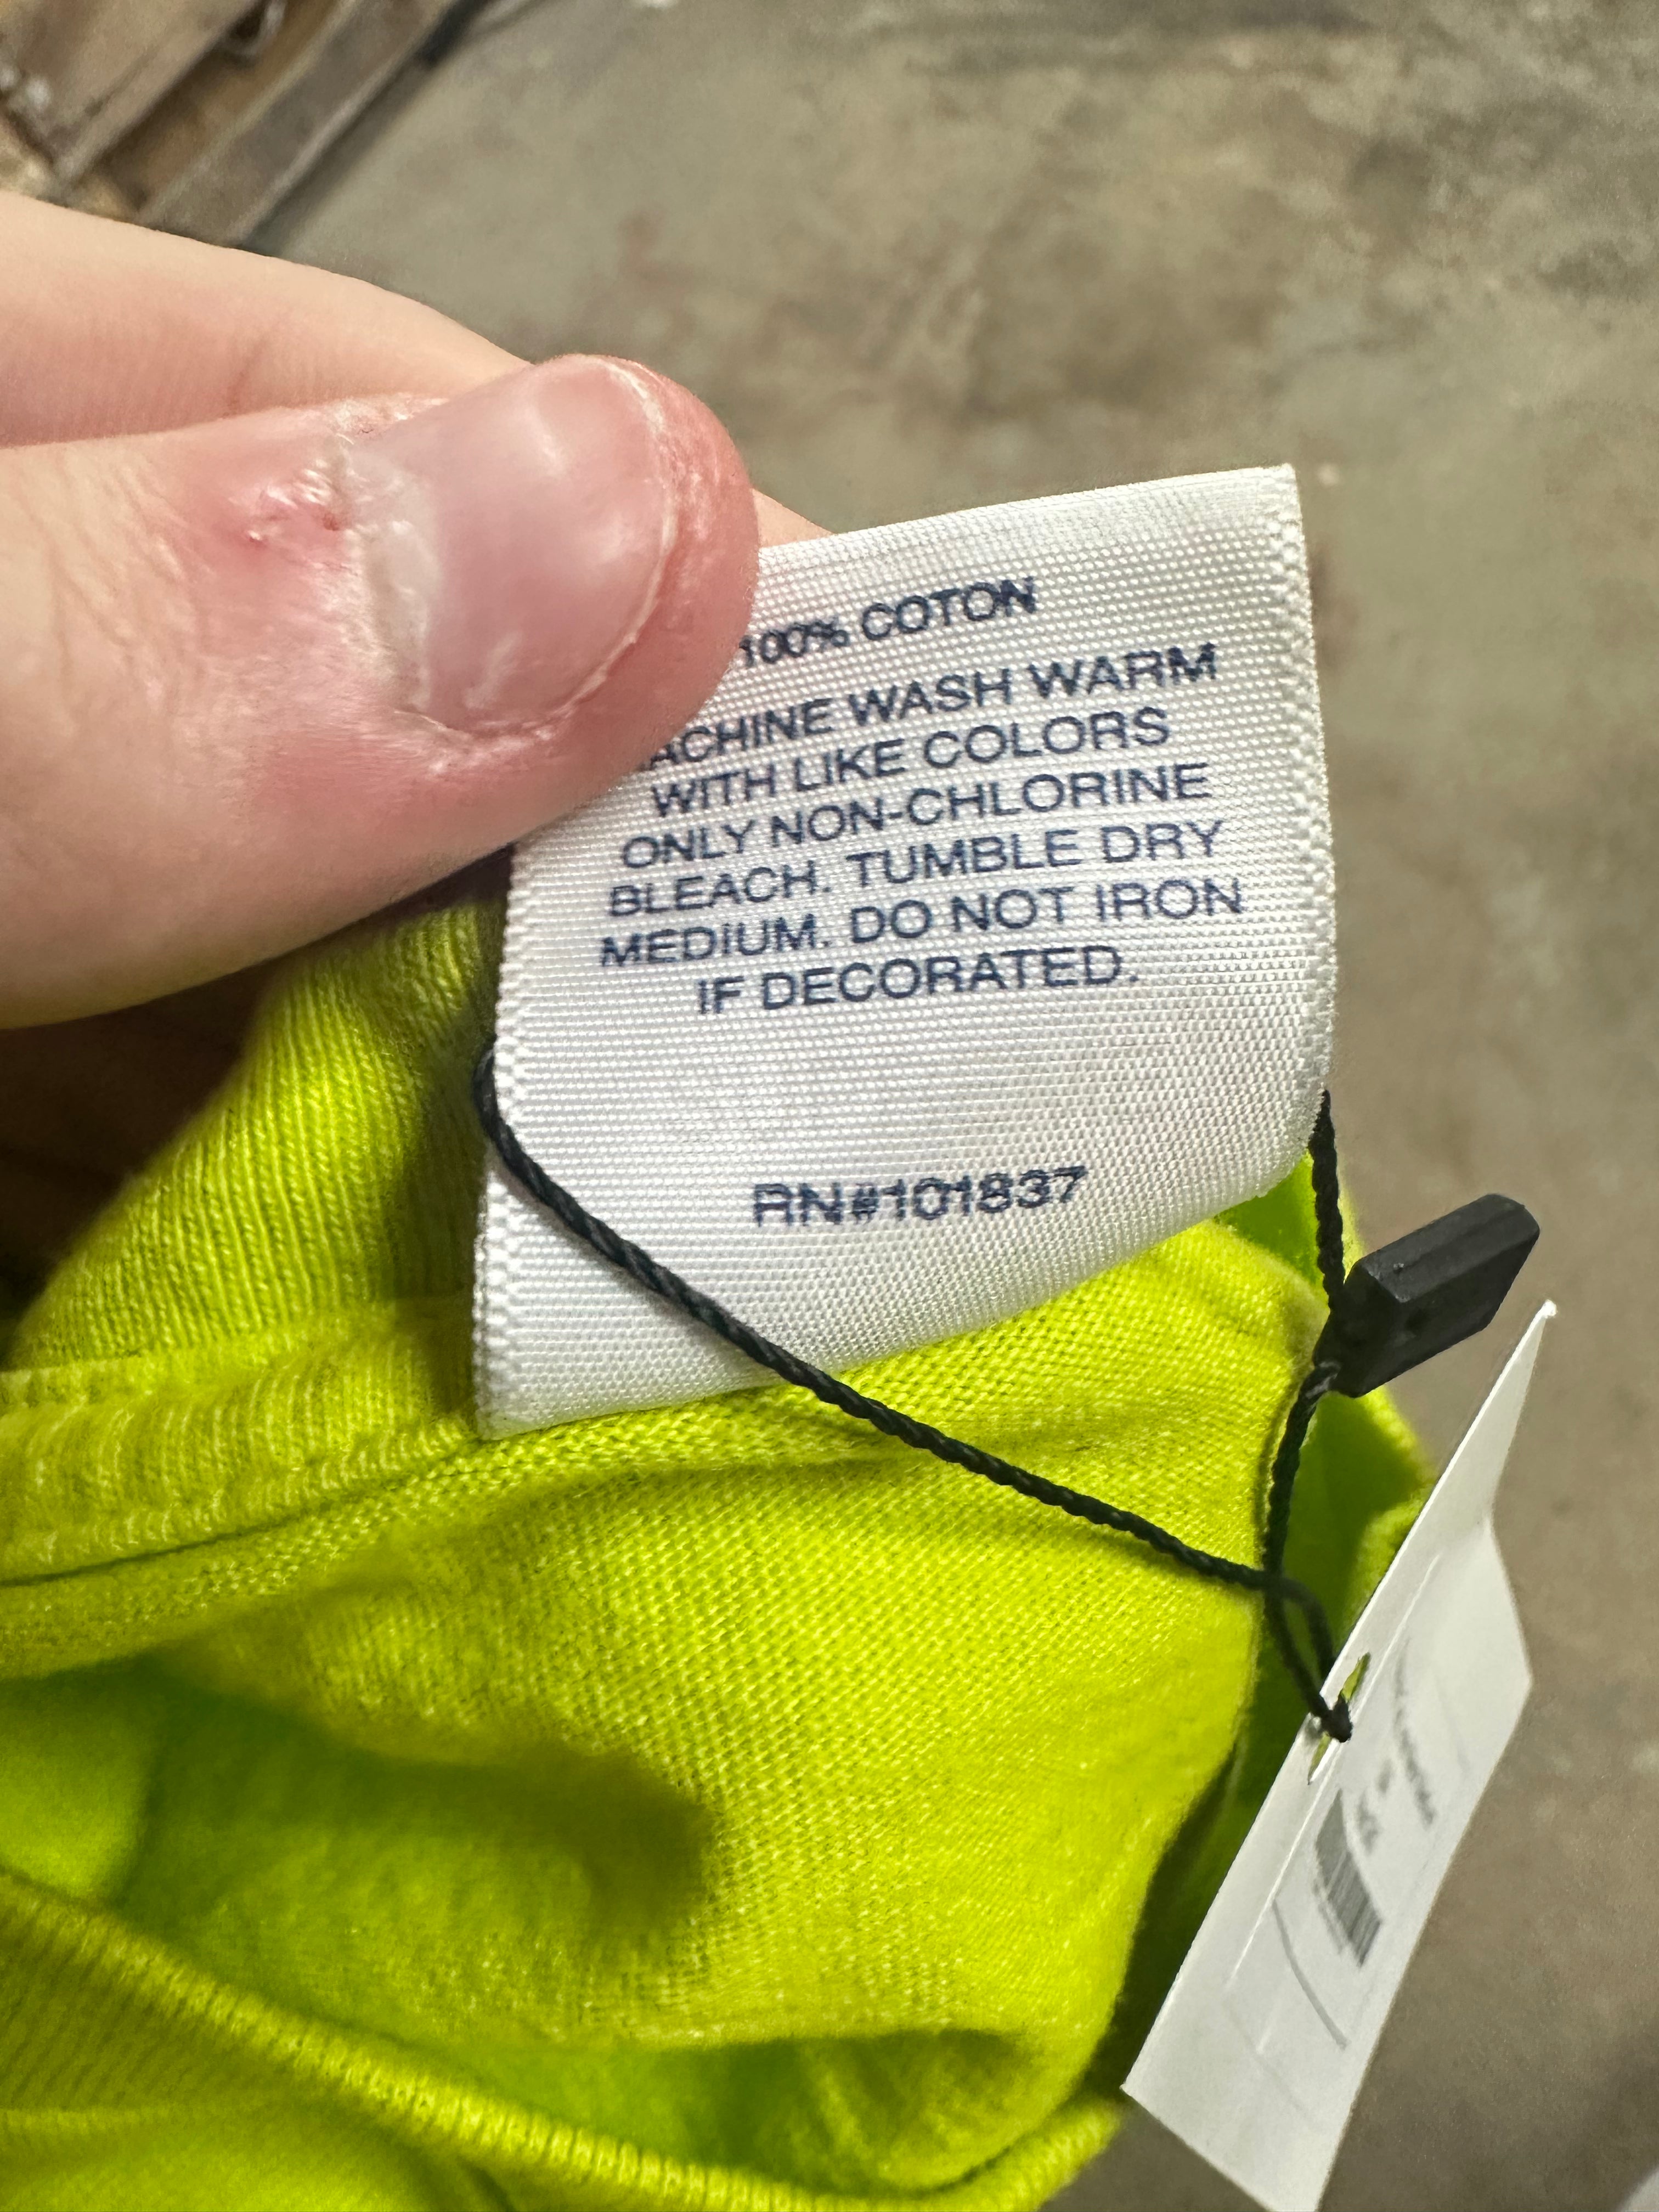 100% COTON
ACHINE WASH WARM
WITH LIKE COLORS
ONLY NON-CHLORINE
BLEACH. TUMBLE DRY
MEDIUM. DO NOT IRON
IF DECORATED.
RN#101837